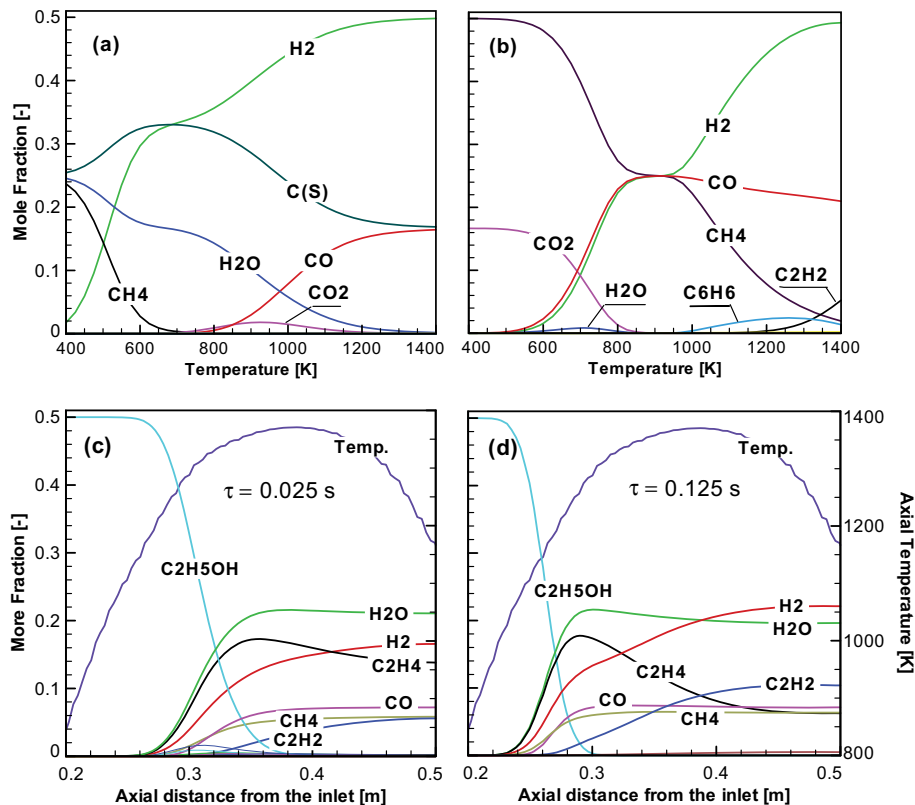 (a)
H2
C(S)
H2O
CO
CO2
CH4
0.5
0.4
0.3
0.2
0.1
0
Mole Fraction [-]
400 600 800 1000 1200 1400
Temperature [K]
(b)
H2
CO
CH4
CO2
H2O
C6H6
C2H2
400 600 800 1000 1200 1400
Temperature [K]
(c)
Temp.
τ = 0.025 s
C2H5OH
H2O
H2
C2H4
CO
CH4
C2H2
0.5
0.4
0.3
0.2
0.1
0
More Fraction [-]
0.2 0.3 0.4 0.5
Axial distance from the inlet [m]
(d)
Temp.
τ = 0.125 s
C2H5OH
H2
H2O
C2H4
C2H2
CO
CH4
1400
1200
1000
800
Axial Temperature
[K]
0.2 0.3 0.4 0.5
Axial distance from the inlet [m]